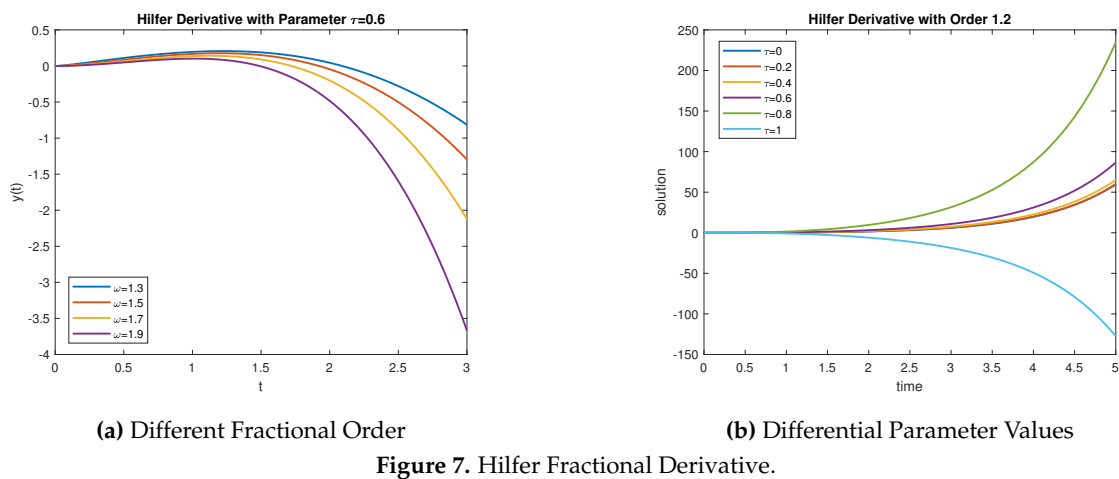 Hilfer Derivative with Parameter τ=0.6
0.5
0
-0.5
-1
-1.5
-2
-2.5
-3
-3.5
-4
y(t)
ω=1.3
ω=1.5
ω=1.7
ω=1.9
0 0.5 1 1.5 2 2.5 3
t
(a) Different Fractional Order
Hilfer Derivative with Order 1.2
250
200
150
100
50
0
-50
-100
-150
solution
τ=0
τ=0.2
τ=0.4
τ=0.6
τ=0.8
τ=1
0 0.5 1 1.5 2 2.5 3 3.5 4 4.5 5
time
(b) Differential Parameter Values
Figure 7. Hilfer Fractional Derivative.